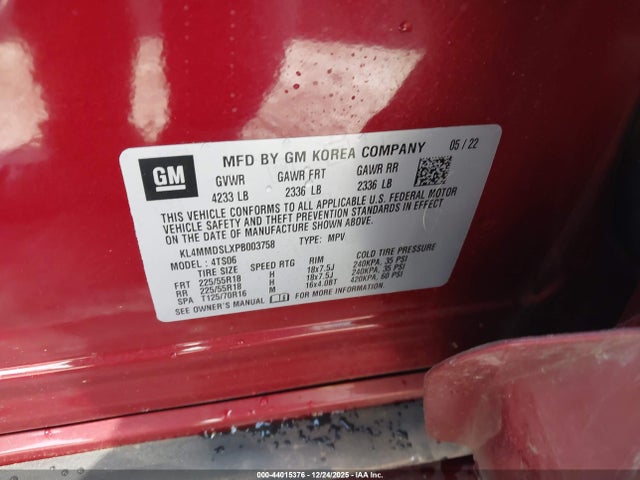 GM
MFD BY GM KOREA COMPANY 05 / 22
GVWR GAWR FRT GAWR RR
4233 LB 2336 LB 2336 LB
THIS VEHICLE CONFORMS TO ALL APPLICABLE U.S. FEDERAL MOTOR
VEHICLE SAFETY AND THEFT PREVENTION STANDARDS IN EFFECT
ON THE DATE OF MANUFACTURE SHOWN ABOVE.
KL4MMDSLXPB003758 TYPE: MPV
MODEL : 4TS06
TIRE SIZE SPEED RTG RIM COLD TIRE PRESSURE
FRT 225/55R18 H 18x7.5J 240KPA, 35 PSI
RR 225/55R18 H 18x7.5J 240KPA, 35 PSI
SPA T125/70R16 M 16x4.0BT 420KPA, 60 PSI
SEE OWNER'S MANUAL FOR MORE INFORMATION.
000-44015376 - 12/24/2025 - IAA Inc.